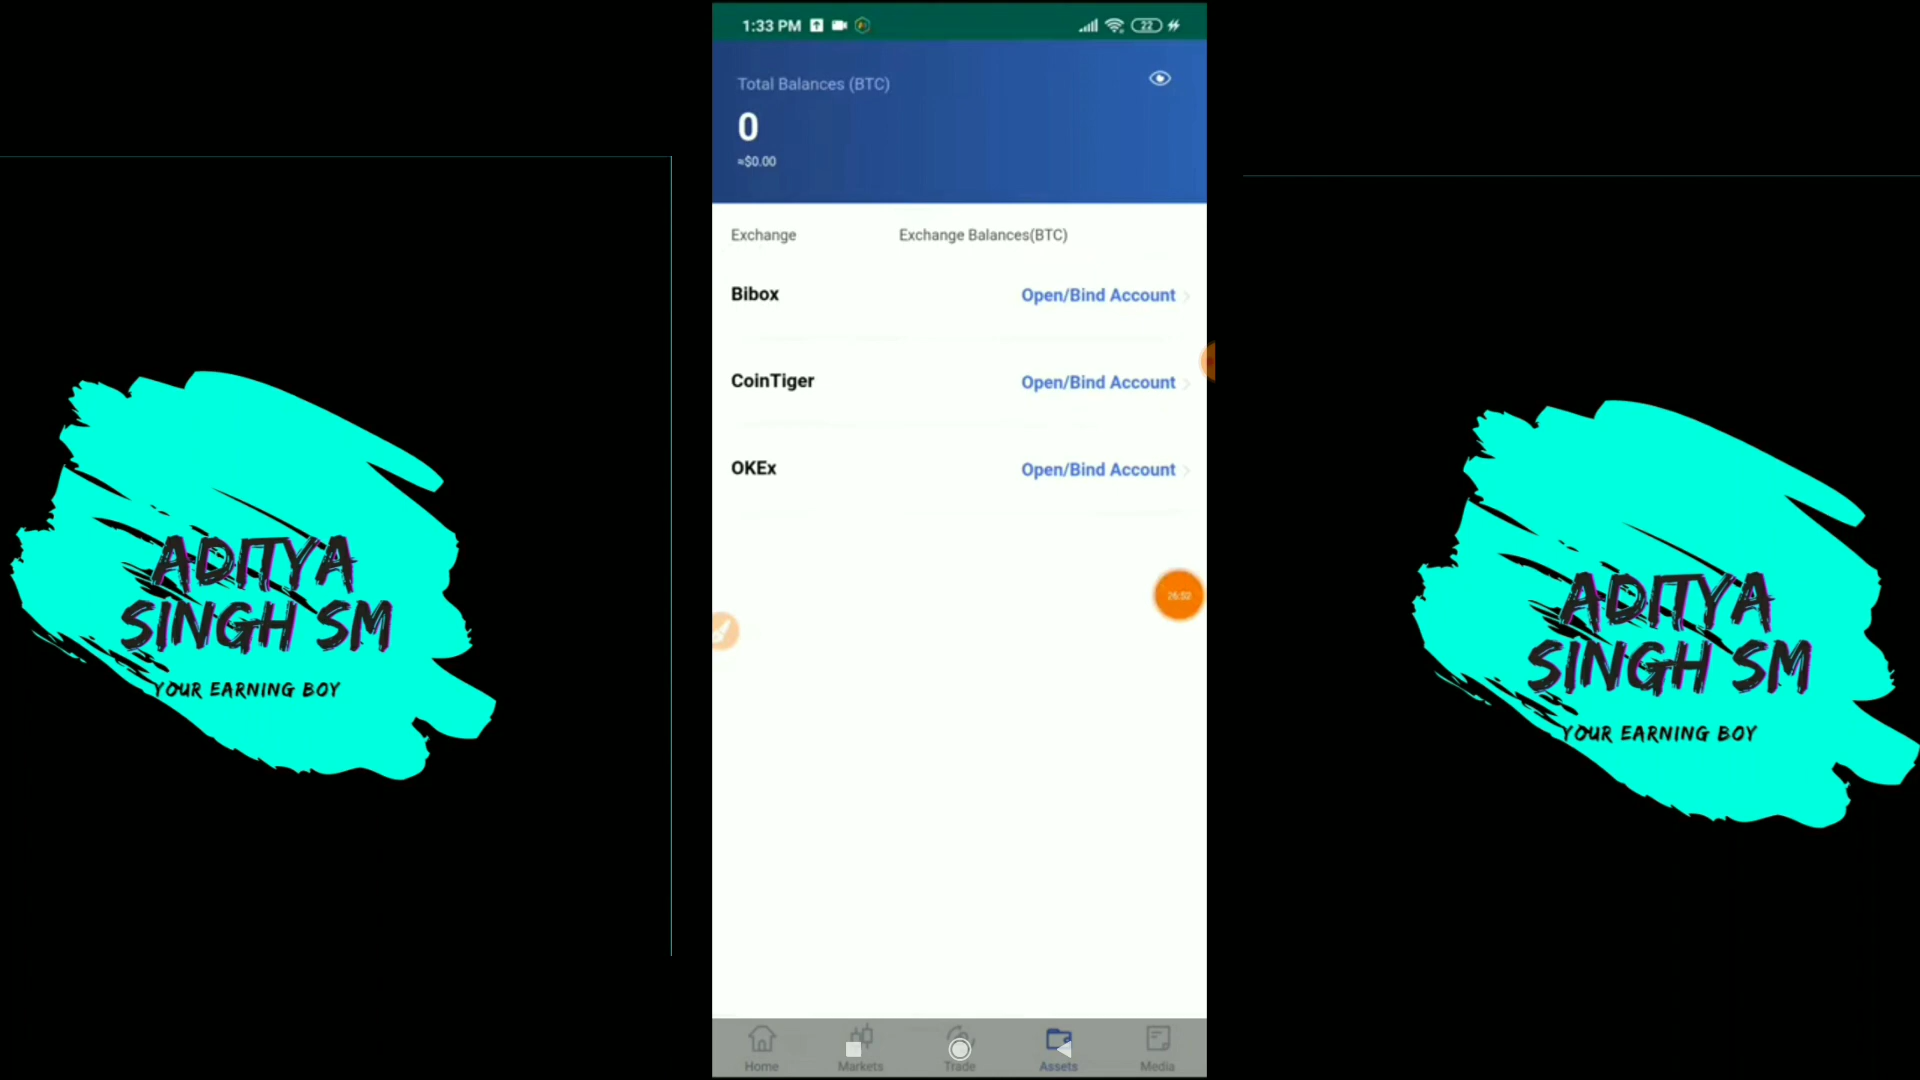 1:33 PM
22
Total Balances (BTC)
0
≈$0.00
Exchange Exchange Balances(BTC)
Bibox Open/Bind Account
CoinTiger Open/Bind Account
OKEx Open/Bind Account
Home Markets Trade Assets Media
ADITYA
SINGH SM
YOUR EARNING BOY
ADITYA
SINGH SM
YOUR EARNING BOY